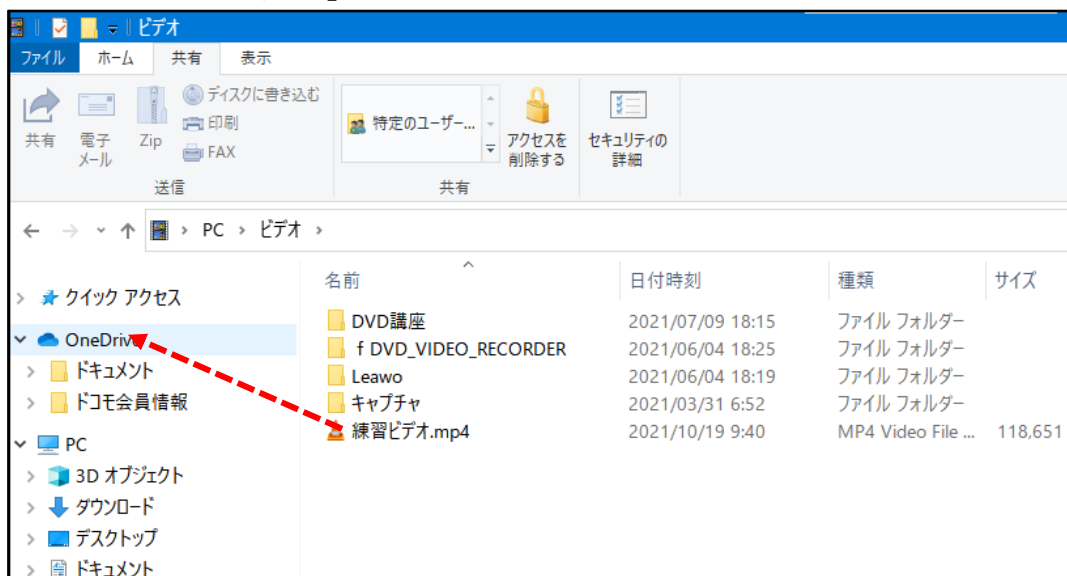 ビデオ
ファイル ホーム 共有 表示
共有
電子メール
Zip
ディスクに書き込む
印刷
FAX
送信
特定のユーザー...
アクセスを削除する
共有
セキュリティの詳細
PC > ビデオ >
クイック アクセス
OneDrive
ドキュメント
ドコモ会員情報
PC
3D オブジェクト
ダウンロード
デスクトップ
ドキュメント
名前 日付時刻 種類 サイズ
DVD講座 2021/07/09 18:15 ファイル フォルダー
f DVD_VIDEO_RECORDER 2021/06/04 18:25 ファイル フォルダー
Leawo 2021/06/04 18:19 ファイル フォルダー
キャプチャ 2021/03/31 6:52 ファイル フォルダー
練習ビデオ.mp4 2021/10/19 9:40 MP4 Video File ... 118,651